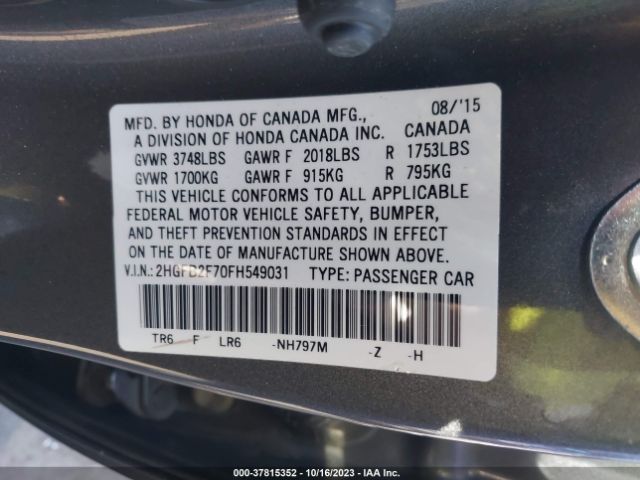 MFD. BY HONDA OF CANADA MFG., 08/'15
A DIVISION OF HONDA CANADA INC. CANADA
GVWR 3748LBS GAWR F 2018LBS R 1753LBS
GVWR 1700KG GAWR F 915KG R 795KG
THIS VEHICLE CONFORMS TO ALL APPLICABLE
FEDERAL MOTOR VEHICLE SAFETY, BUMPER,
AND THEFT PREVENTION STANDARDS IN EFFECT
ON THE DATE OF MANUFACTURE SHOWN ABOVE.
V.I.N.: 2HGFB2F70FH549031 TYPE: PASSENGER CAR
TR6 F LR6 -NH797M -Z -H
000-37815352 | 10/16/2023 | IAA Inc.